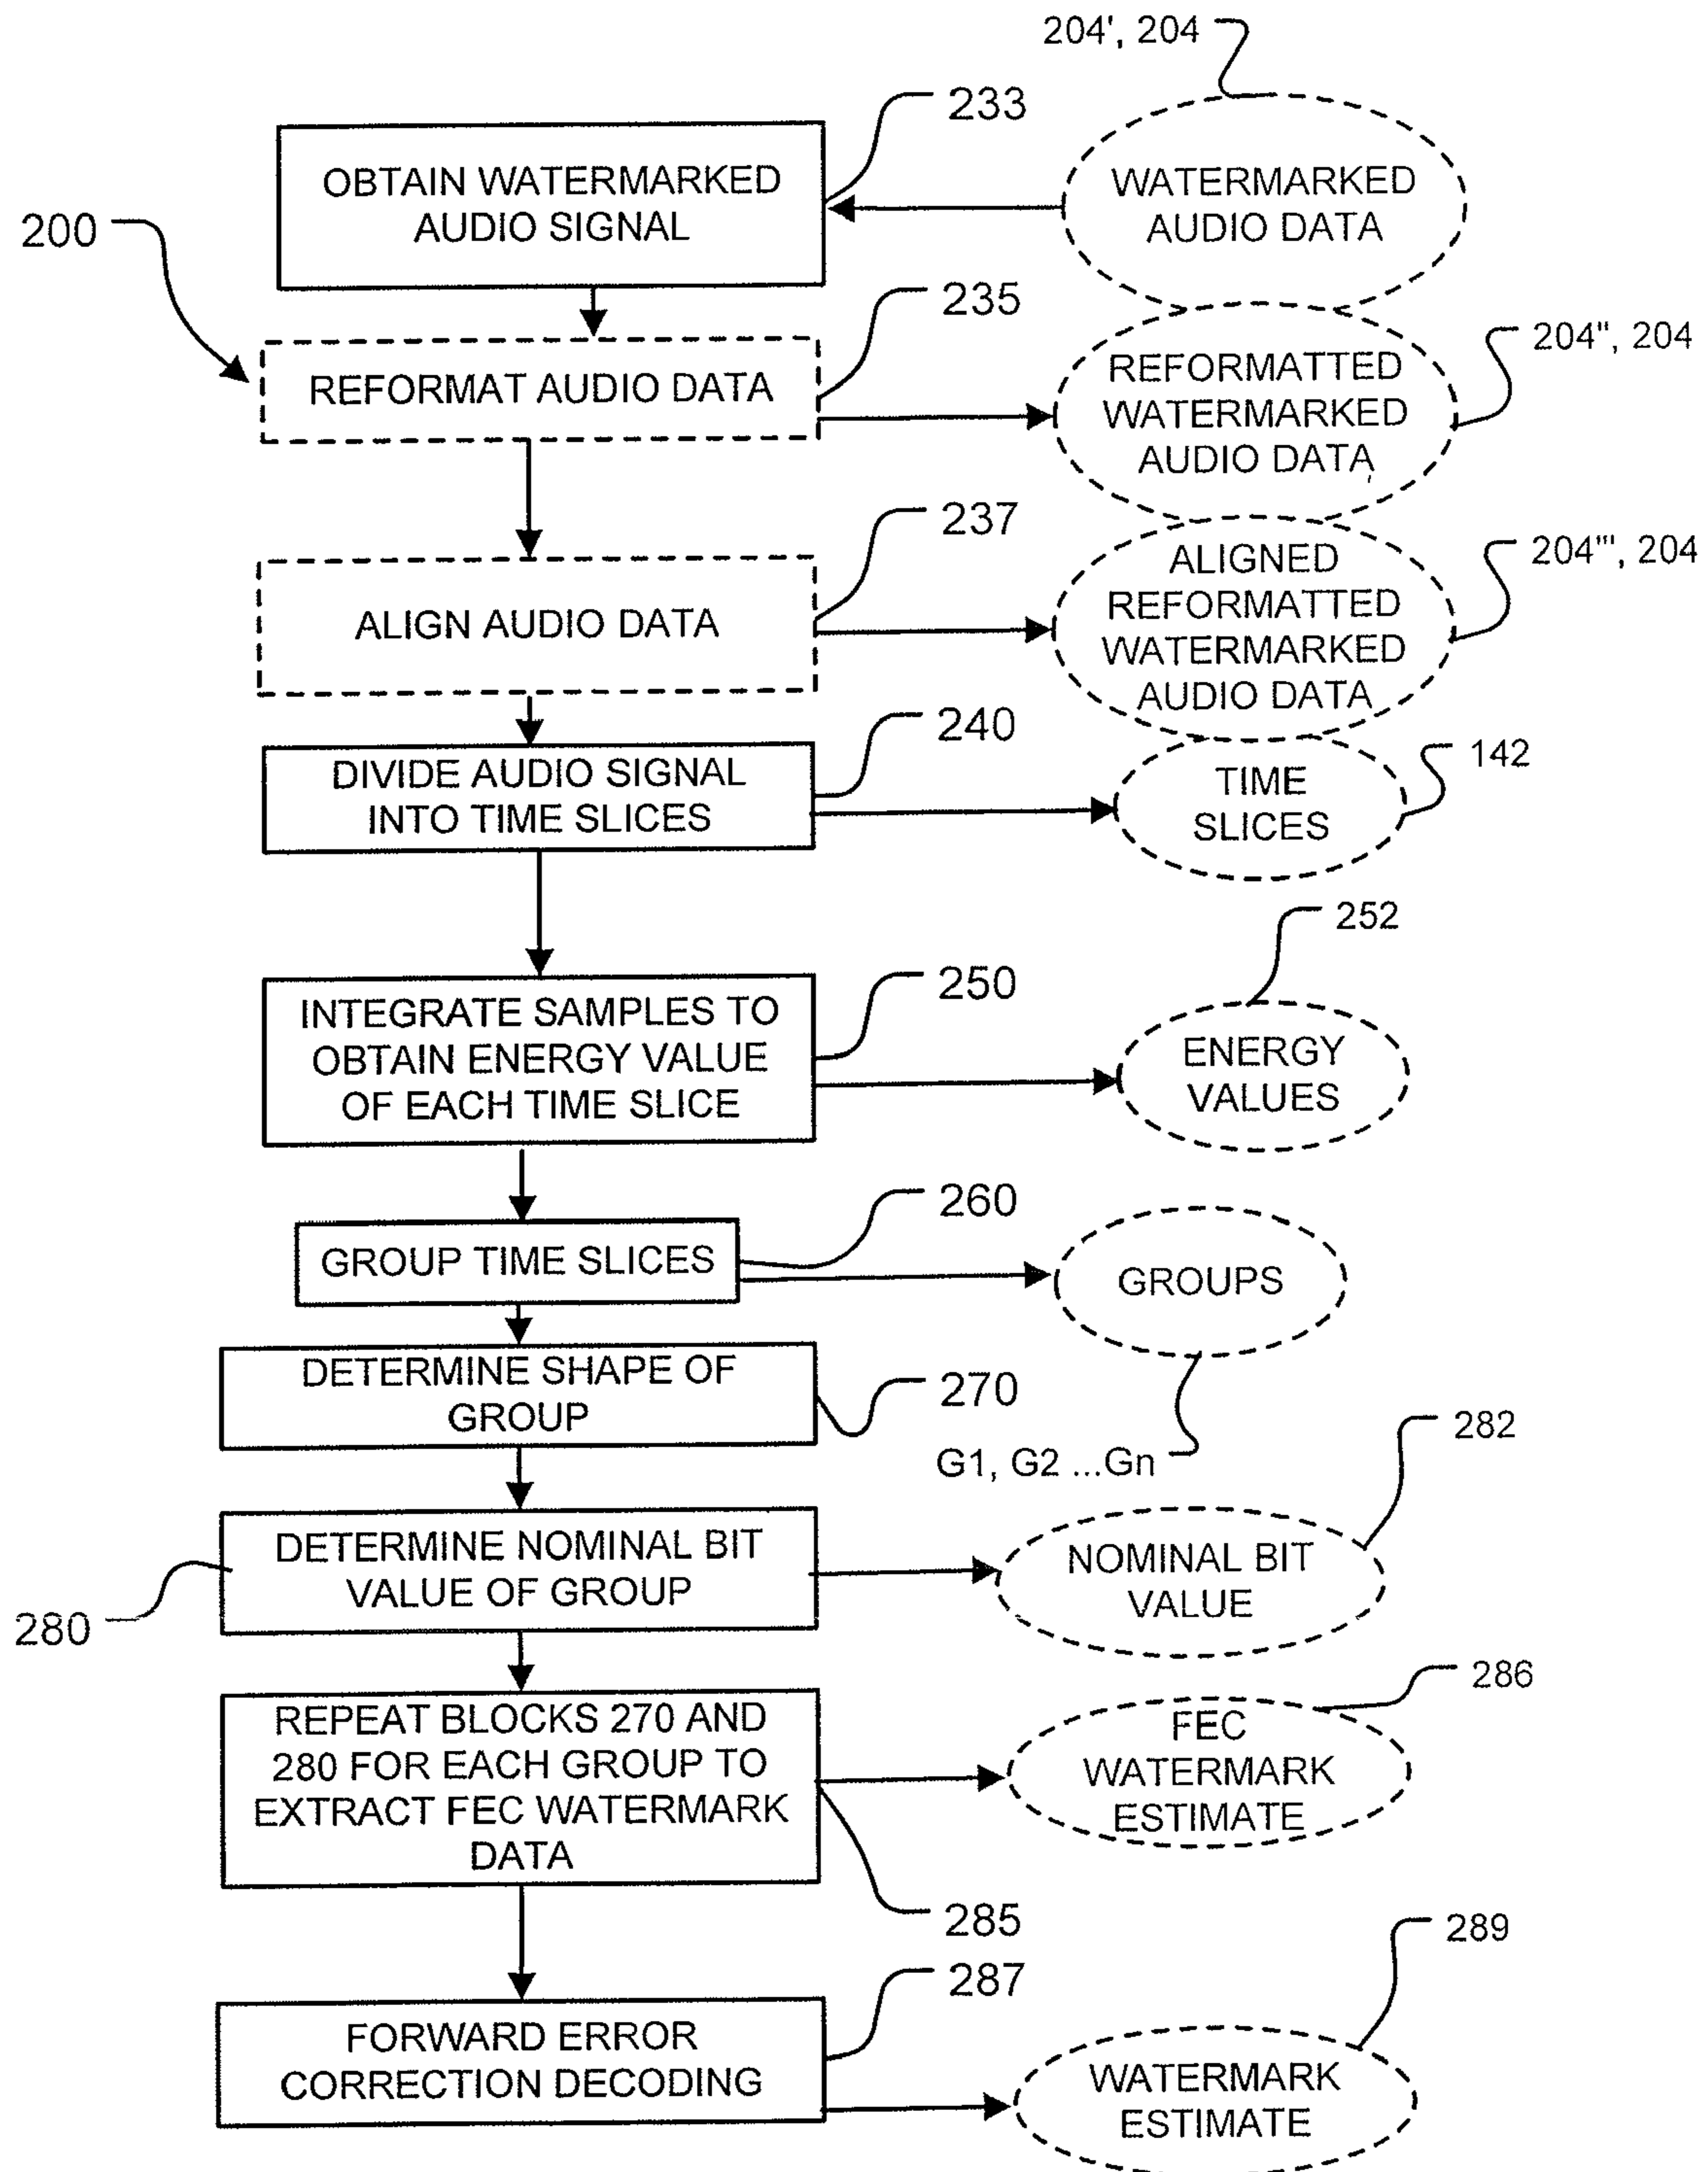 204', 204
233
OBTAIN WATERMARKED
AUDIO SIGNAL
WATERMARKED
AUDIO DATA
200
235
204", 204
REFORMAT AUDIO DATA
REFORMATTED
WATERMARKED
AUDIO DATA
237
204"', 204
ALIGN AUDIO DATA
ALIGNED
REFORMATTED
WATERMARKED
AUDIO DATA
240
142
DIVIDE AUDIO SIGNAL
INTO TIME SLICES
TIME
SLICES
252
250
INTEGRATE SAMPLES TO
OBTAIN ENERGY VALUE
OF EACH TIME SLICE
ENERGY
VALUES
260
GROUP TIME SLICES
GROUPS
DETERMINE SHAPE OF
GROUP
270
G1, G2 ...Gn
282
DETERMINE NOMINAL BIT
VALUE OF GROUP
NOMINAL BIT
VALUE
280
286
REPEAT BLOCKS 270 AND
280 FOR EACH GROUP TO
EXTRACT FEC WATERMARK
DATA
FEC
WATERMARK
ESTIMATE
285
289
287
FORWARD ERROR
CORRECTION DECODING
WATERMARK
ESTIMATE